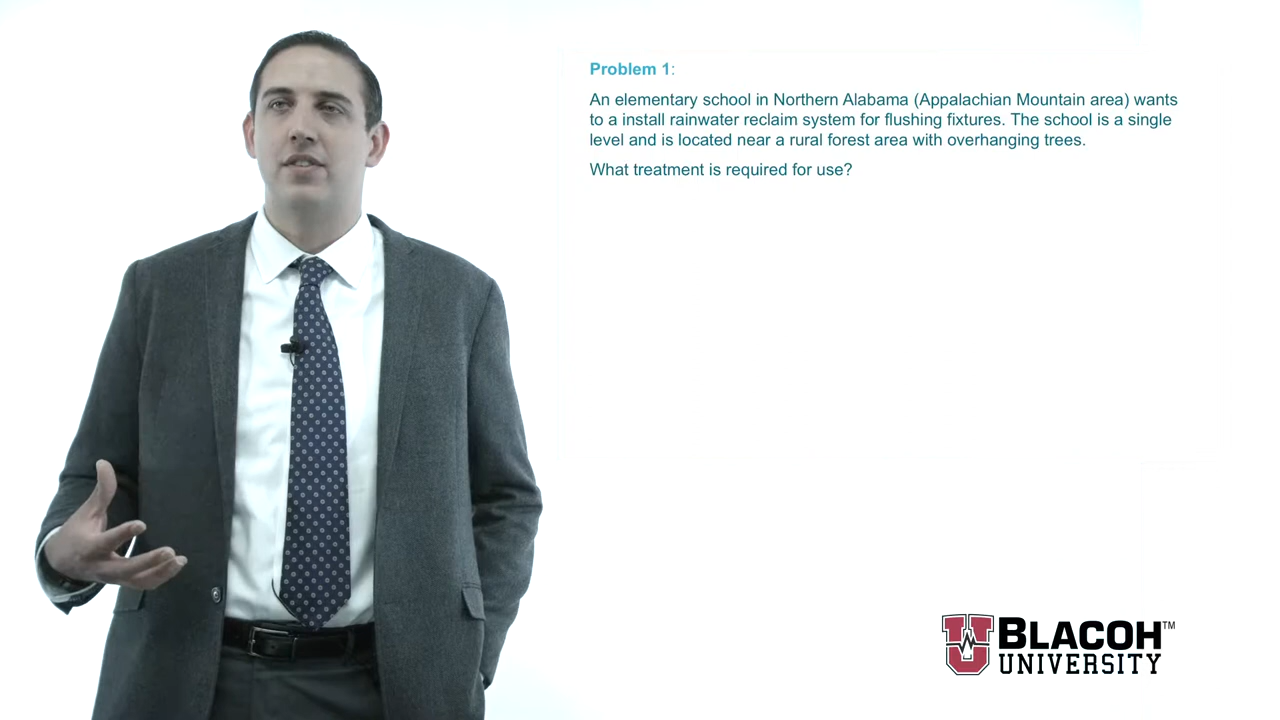 Problem 1:
An elementary school in Northern Alabama (Appalachian Mountain area) wants
to a install rainwater reclaim system for flushing fixtures. The school is a single
level and is located near a rural forest area with overhanging trees.
What treatment is required for use?
U BLACOH™
UNIVERSITY